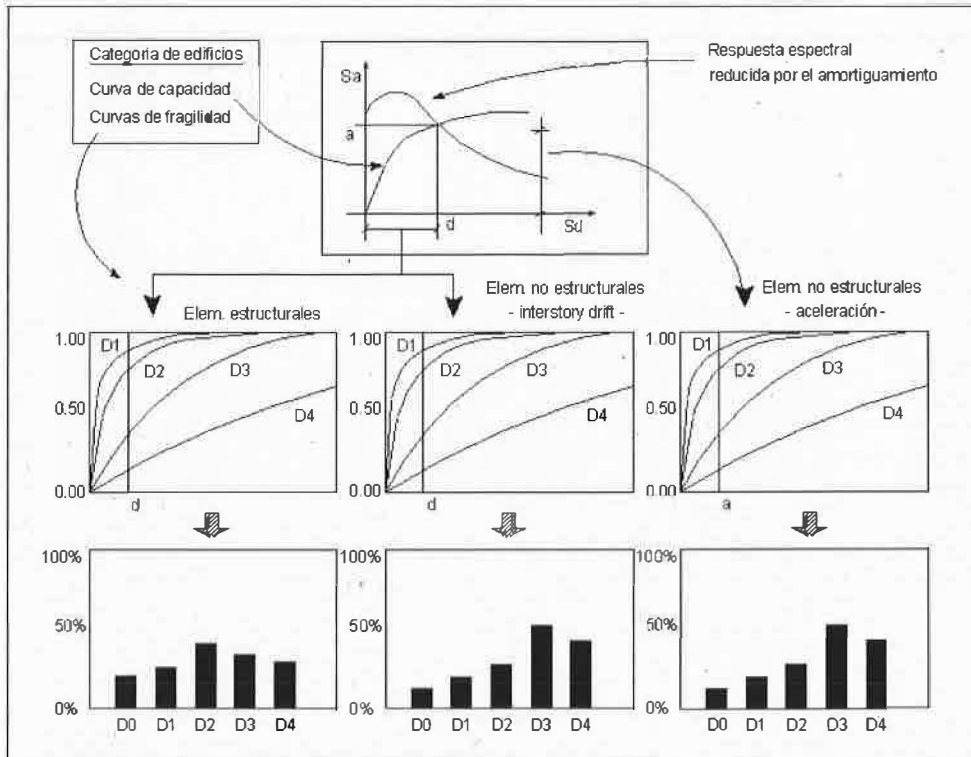 Categoria de edificios
Curva de capacidad
Curvas de fragilidad
Respuesta espectral
reducida por el amortiguamiento
Sa
a
d
Sd
Elem. estructurales
Elem. no estructurales
- interstory drift -
Elem. no estructurales
- aceleración -
1.00
0.50
0.00
D1
D2
D3
D4
d
1.00
0.50
0.00
D1
D2
D3
D4
d
1.00
0.50
0.00
D1
D2
D3
D4
a
100%
50%
0%
D0 D1 D2 D3 D4
100%
50%
0%
D0 D1 D2 D3 D4
100%
50%
0%
D0 D1 D2 D3 D4